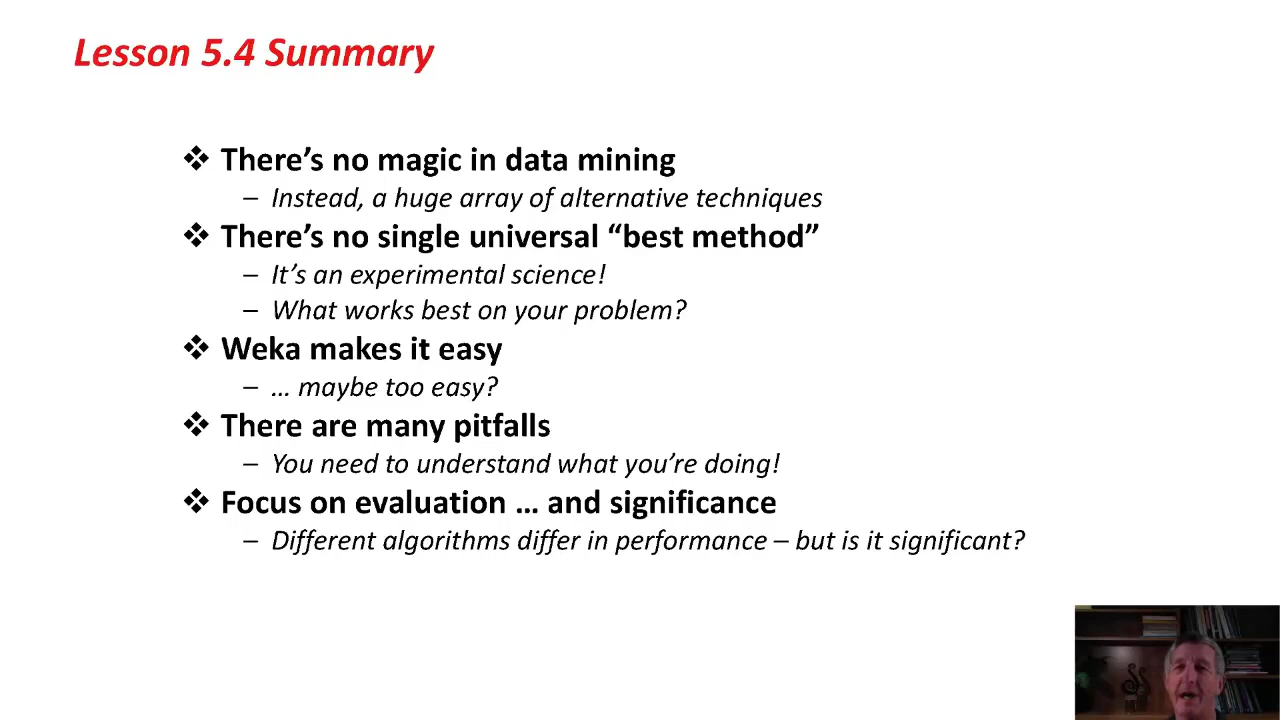 Lesson 5.4 Summary
❖ There’s no magic in data mining
– Instead, a huge array of alternative techniques
❖ There’s no single universal “best method”
– It’s an experimental science!
– What works best on your problem?
❖ Weka makes it easy
– … maybe too easy?
❖ There are many pitfalls
– You need to understand what you’re doing!
❖ Focus on evaluation … and significance
– Different algorithms differ in performance – but is it significant?